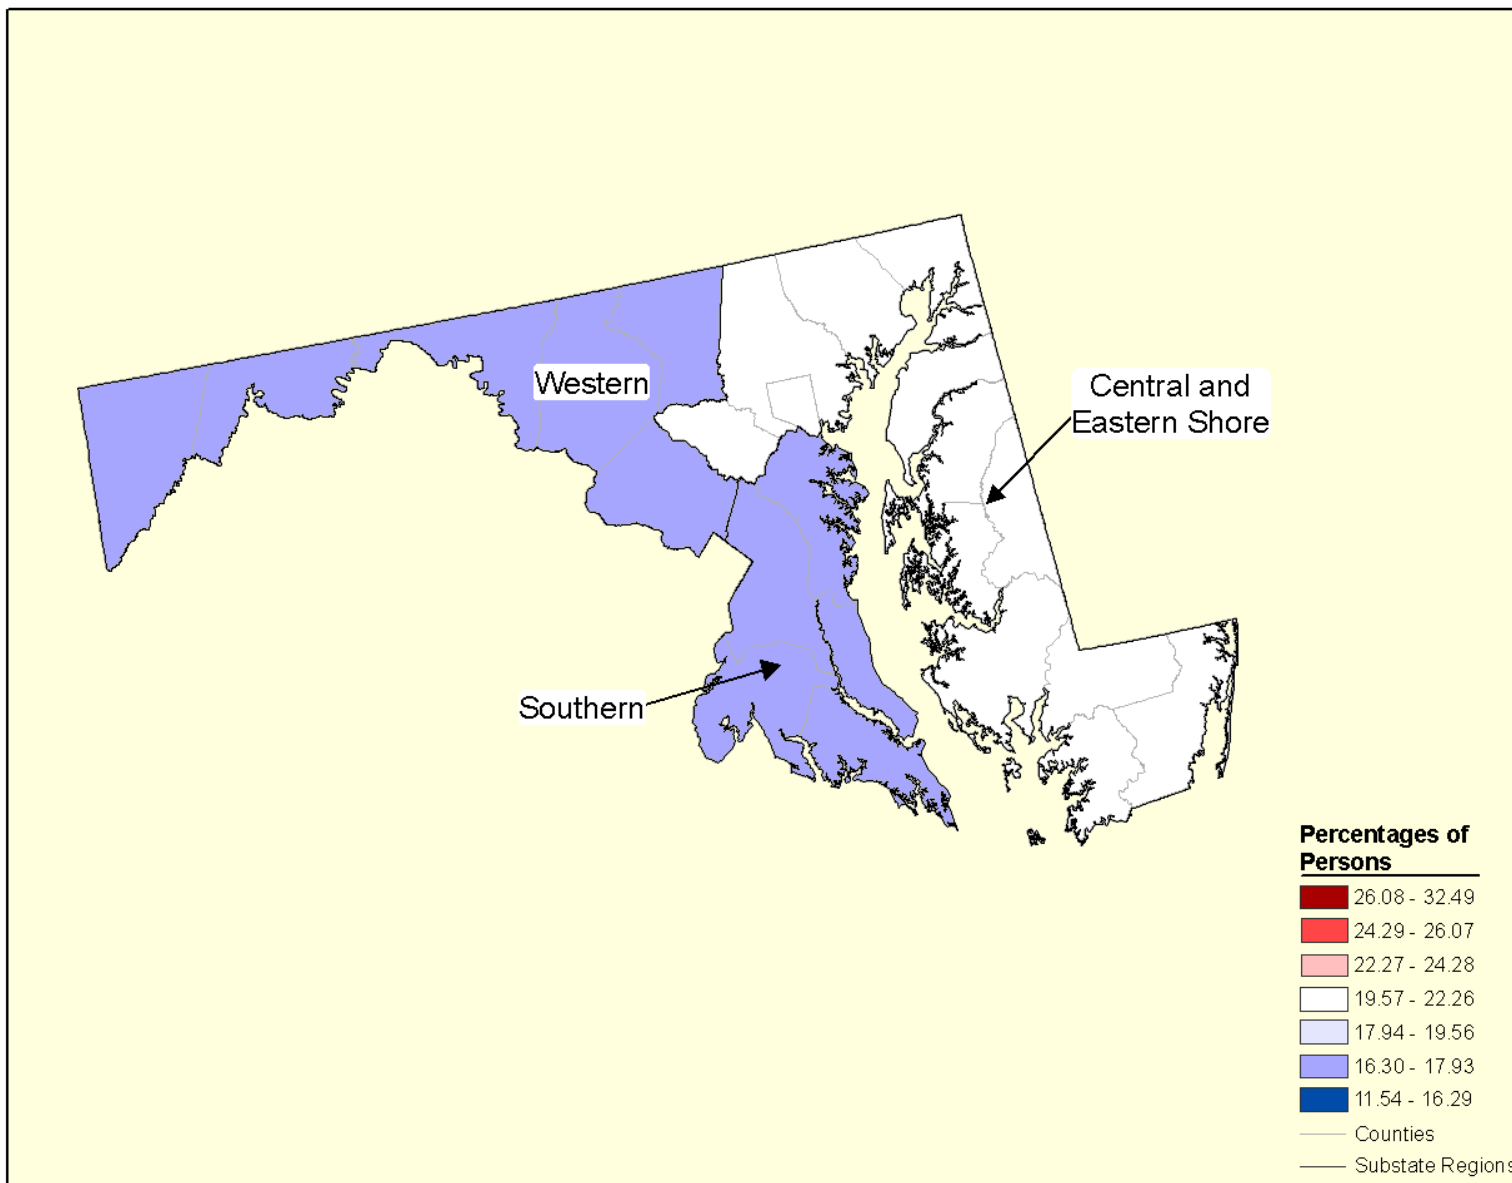 Western
Central and
Eastern Shore
Southern
Percentages of
Persons
26.08 - 32.49
24.29 - 26.07
22.27 - 24.28
19.57 - 22.26
17.94 - 19.56
16.30 - 17.93
11.54 - 16.29
Counties
Substate Regions